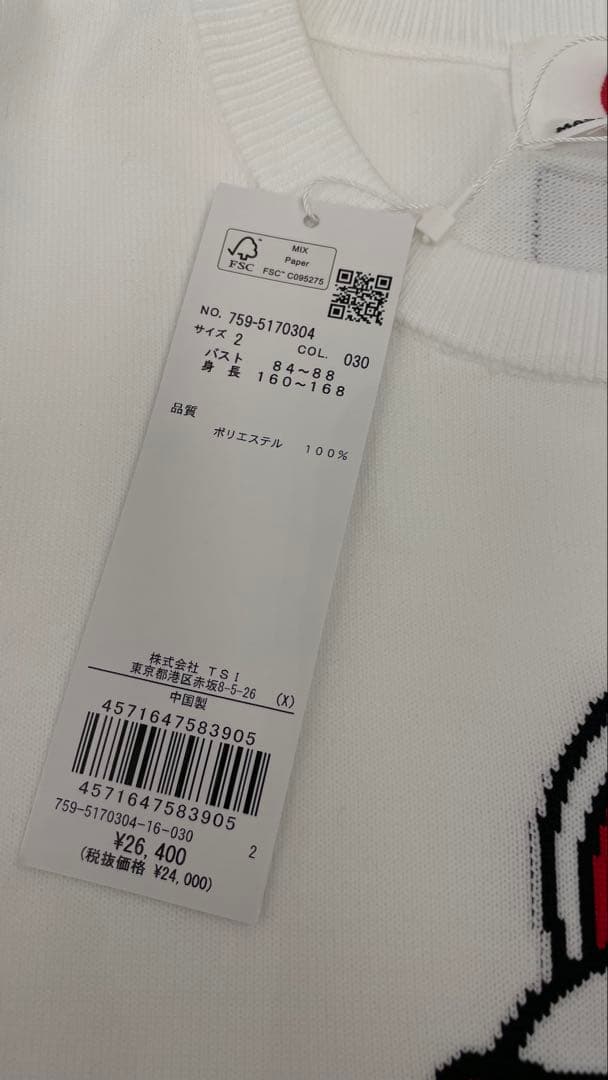 MIX
Paper
FSC™ C095275
FSC™
NO. 759-5170304
サイズ 2 COL. 030
バスト 84～88
身長 160～168
品質
ポリエステル 100%
株式会社 TSI
東京都港区赤坂8-5-26 (X)
中国製
4571647583905
4571647583905
759-5170304-16-030
2
¥26,400
(税抜価格 ¥24,000)